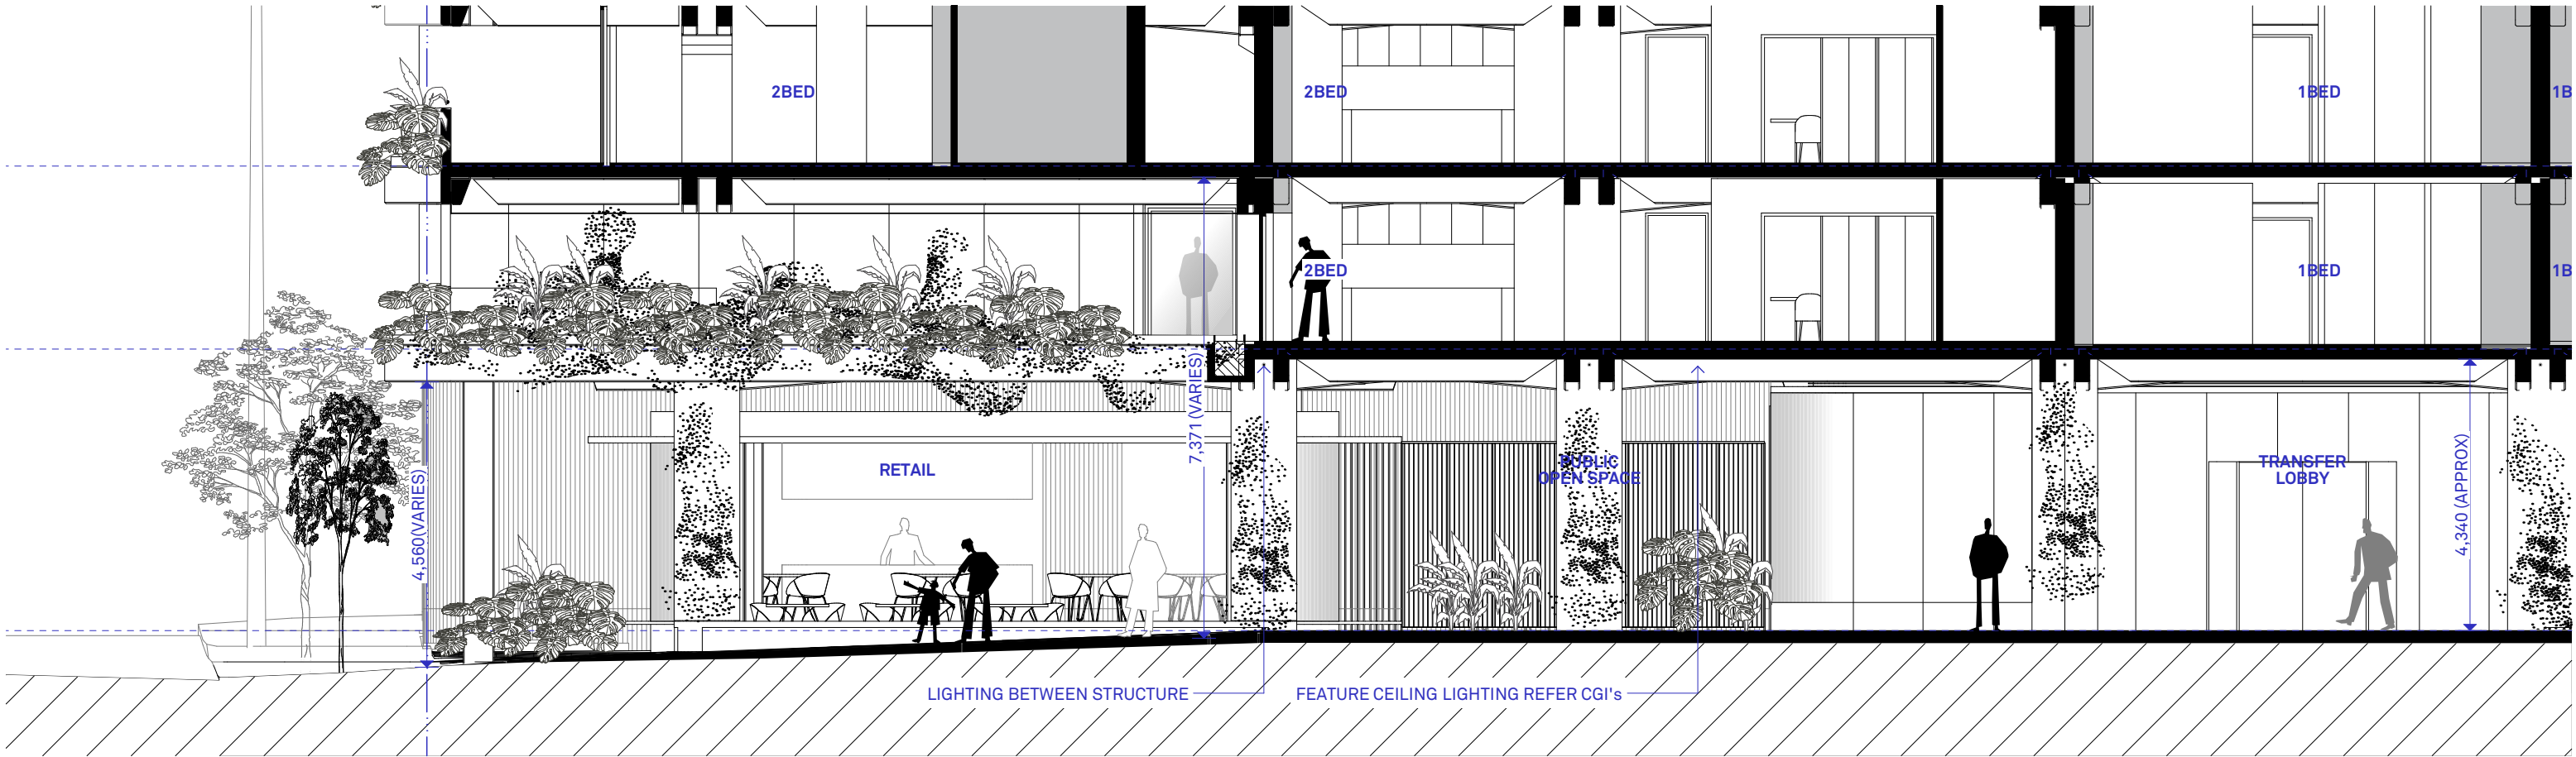 2BED
2BED
1BED
1B
2BED
1BED
1B
7,371 (VARIES)
RETAIL
PUBLIC
OPEN SPACE
TRANSFER
LOBBY
4,560(VARIES)
4,340 (APPROX)
LIGHTING BETWEEN STRUCTURE
FEATURE CEILING LIGHTING REFER CGI's